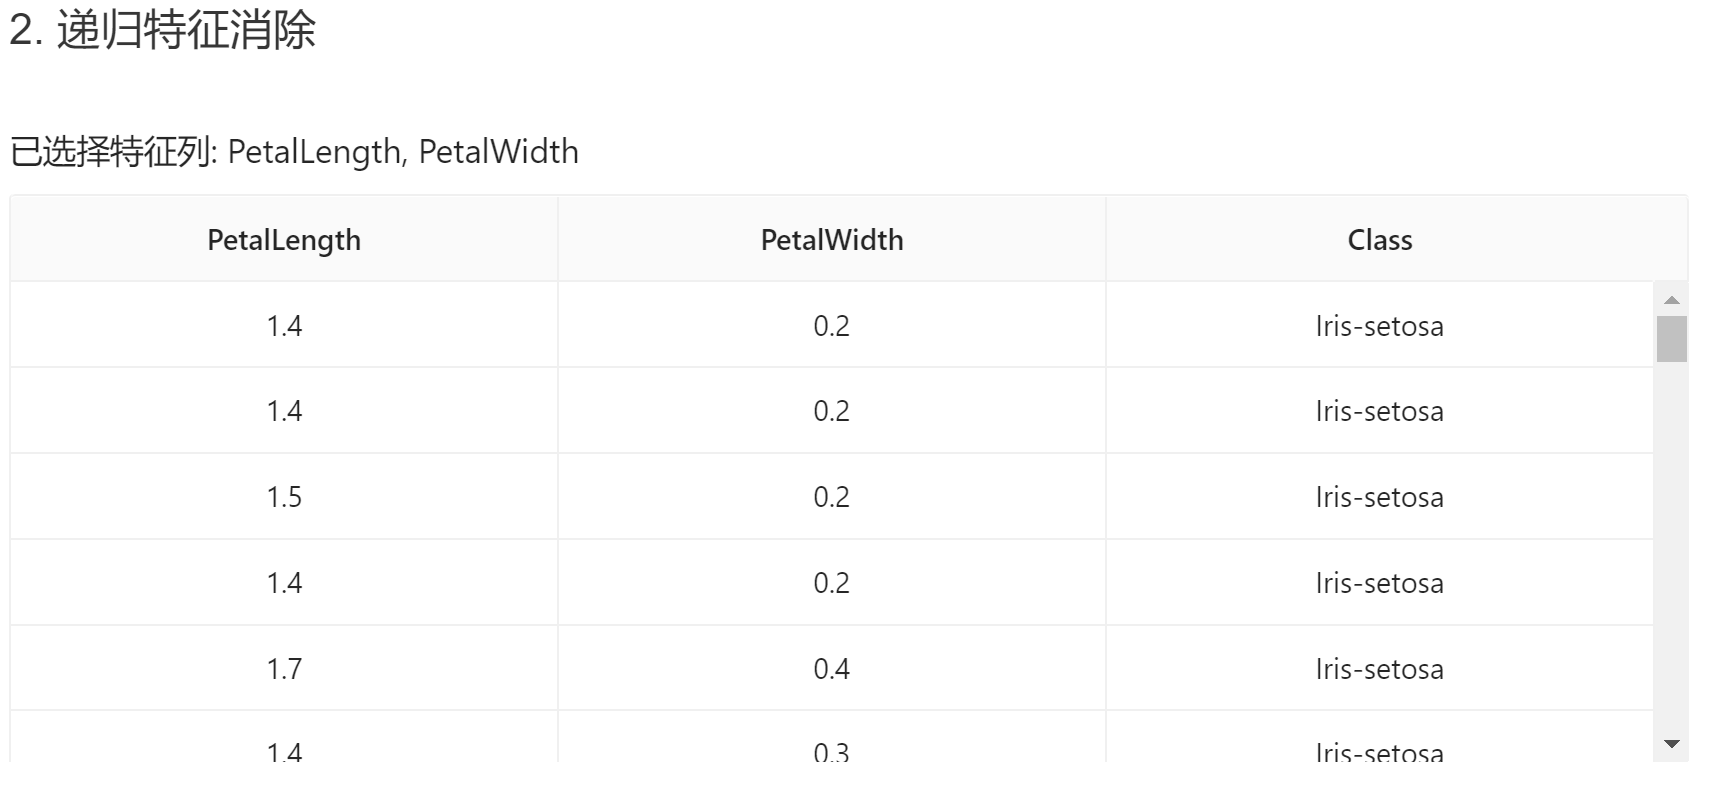 2. 递归特征消除
已选择特征列: PetalLength, PetalWidth
PetalLength PetalWidth Class
1.4 0.2 Iris-setosa
1.4 0.2 Iris-setosa
1.5 0.2 Iris-setosa
1.4 0.2 Iris-setosa
1.7 0.4 Iris-setosa
1.4 0.3 Iris-setosa